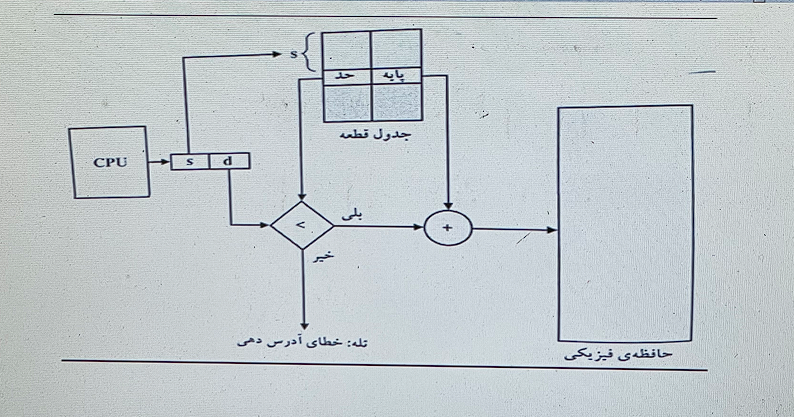 s
حد پایه
جدول قطعه
CPU
s d
<
بلی
+
خیر
تله: خطای آدرس دهی
حافظه‌ی فیزیکی